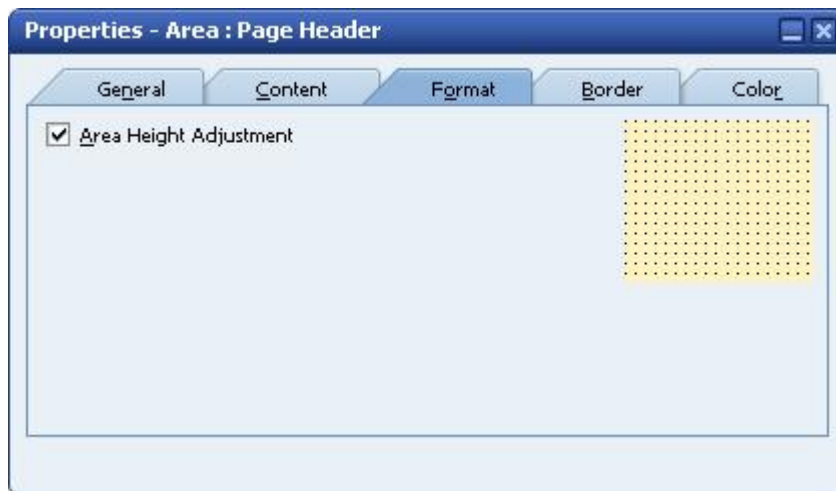 Properties - Area : Page Header
General Content Format Border Color
Area Height Adjustment